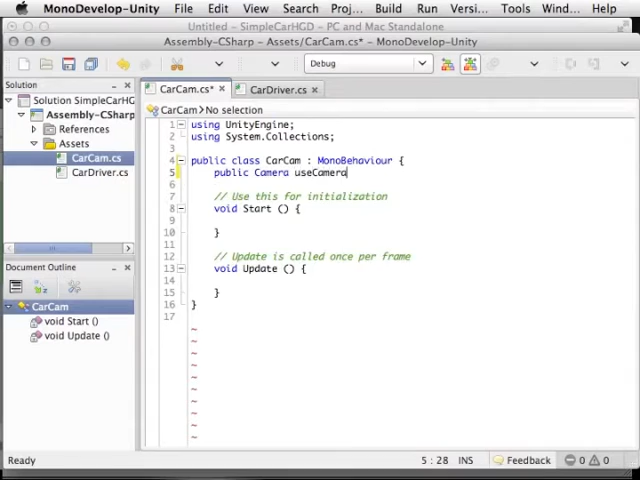 MonoDevelop-Unity File Edit View Search Proj... Build Run Versi... Tools Window Help
Untitled - SimpleCarHGD - PC and Mac Standalone
Assembly-CSharp - Assets/CarCam.cs* - MonoDevelop-Unity
Debug
Solution
CarCam.cs*
CarDriver.cs
Solution SimpleCarHG
Assembly-CSharp
References
Assets
CarCam.cs
CarDriver.cs
CarCam
No selection
1 using UnityEngine;
2 using System.Collections;
3
4 public class CarCam : MonoBehaviour {
5 public Camera useCamera
6
7 // Use this for initialization
8 void Start () {
9
10 }
11
12 // Update is called once per frame
13 void Update () {
14
15 }
16 }
17
~
~
~
~
~
~
~
~
~
~
Document Outline
CarCam
void Start ()
void Update ()
Ready
5 : 28 INS
Feedback
0
0